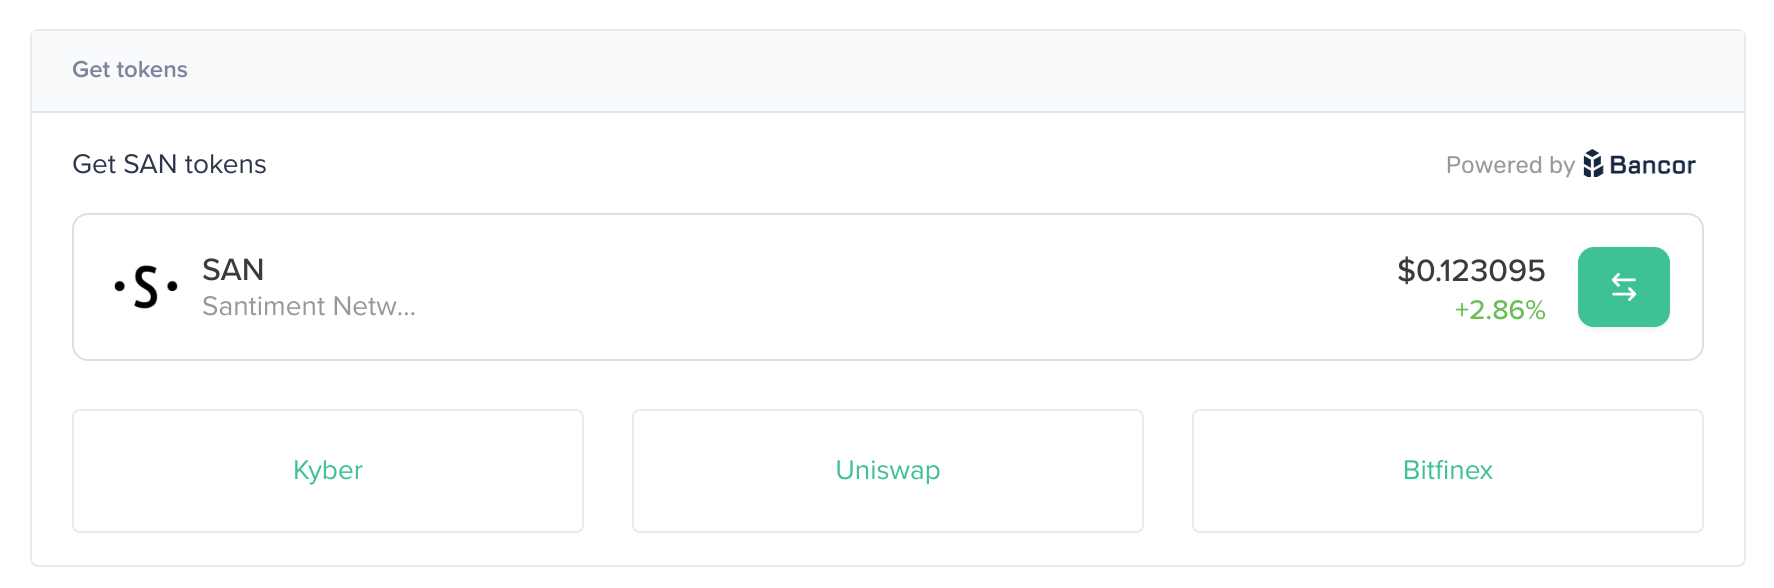 Get tokens
Get SAN tokens
Powered by Bancor
·S·
SAN
Santiment Netw...
$0.123095
+2.86%
Kyber
Uniswap
Bitfinex